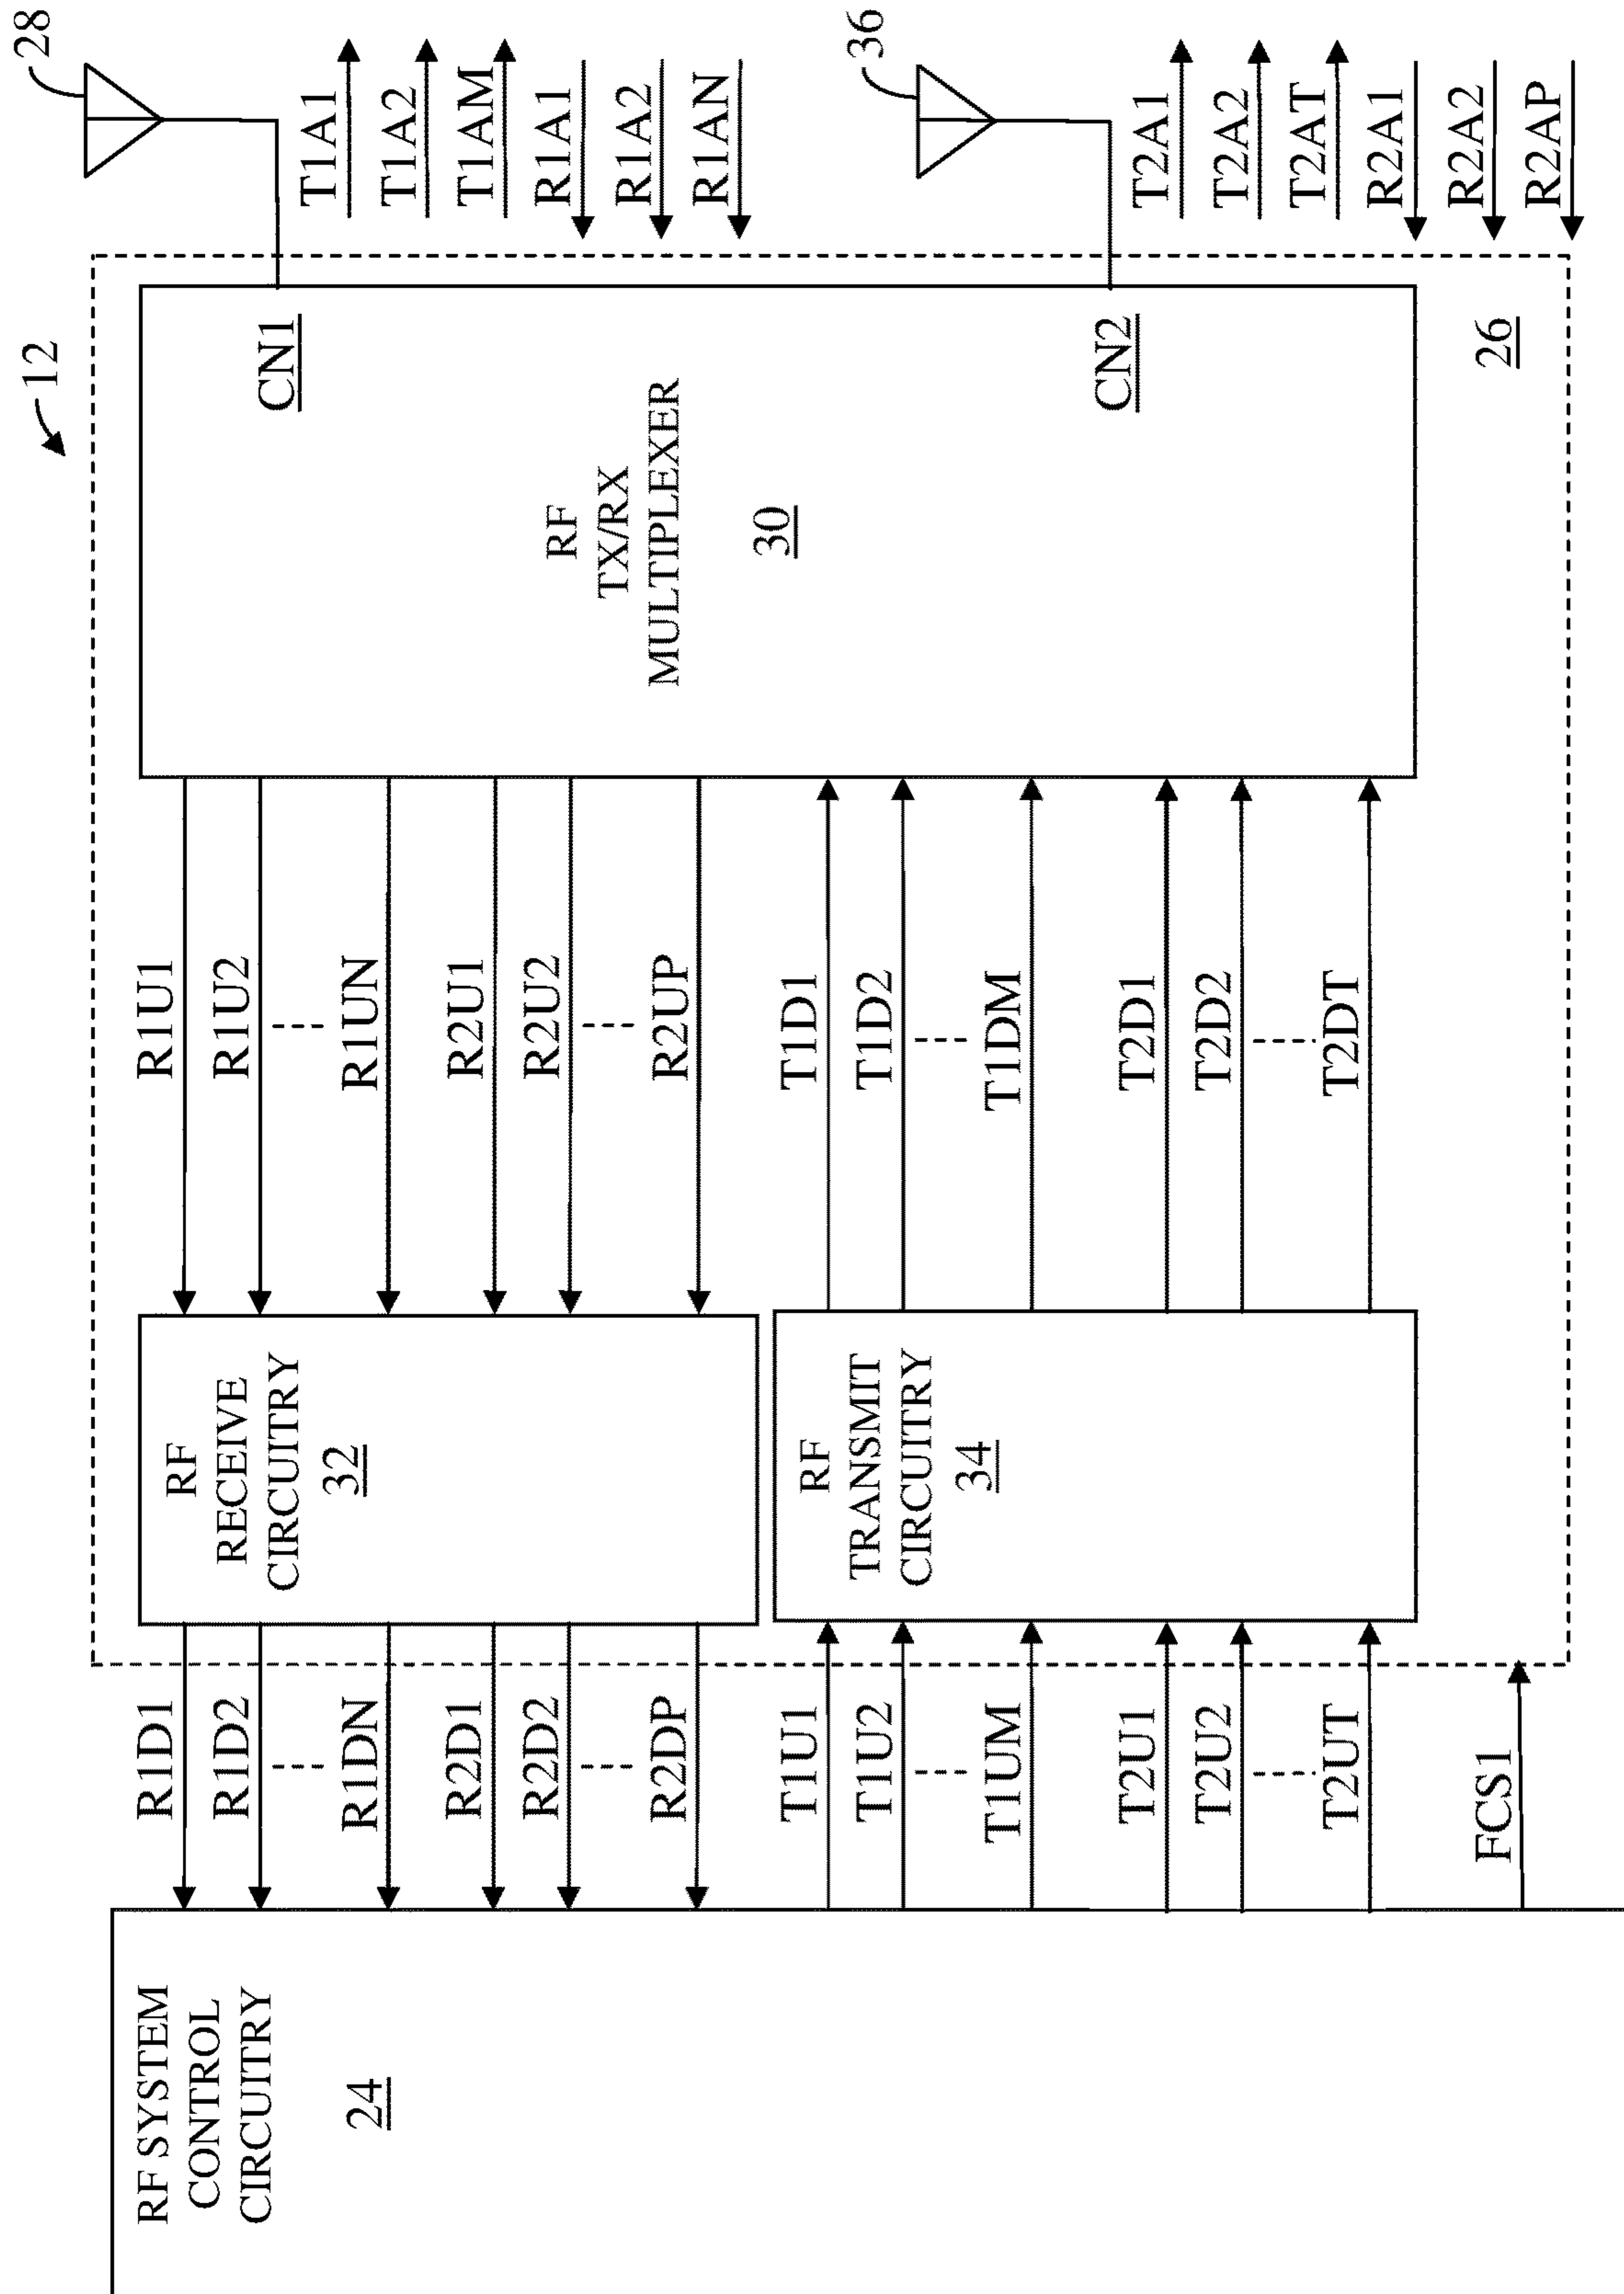 12
RF SYSTEM
CONTROL
CIRCUITRY
24
R1D1
R1D2
R1DN
R2D1
R2D2
R2DP
T1U1
T1U2
T1UM
T2U1
T2U2
T2UT
FCS1
RF
RECEIVE
CIRCUITRY
32
RF
TRANSMIT
CIRCUITRY
34
R1U1
R1U2
R1UN
R2U1
R2U2
R2UP
T1D1
T1D2
T1DM
T2D1
T2D2
T2DT
RF
TX/RX
MULTIPLEXER
30
CN1
CN2
26
28
T1A1
T1A2
T1AM
R1A1
R1A2
R1AN
36
T2A1
T2A2
T2AT
R2A1
R2A2
R2AP